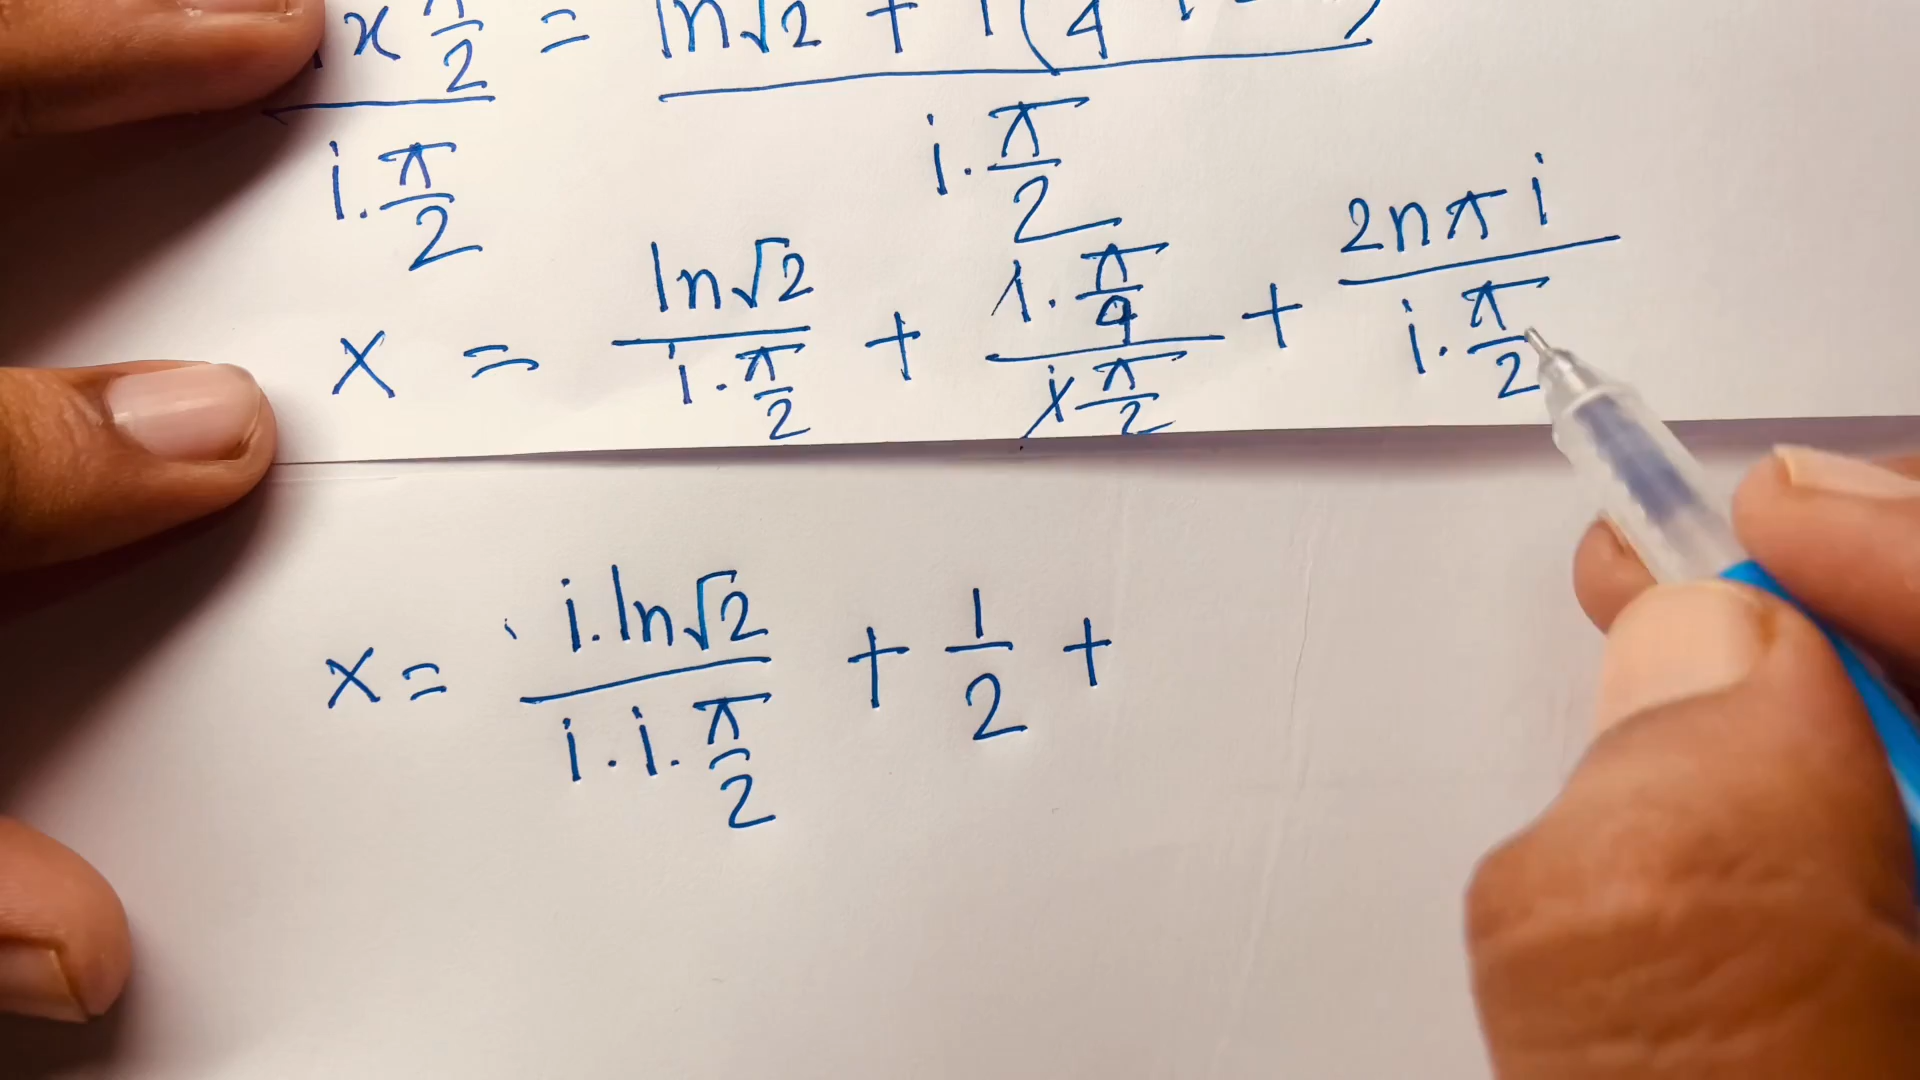 x π/2 = ln√2 + i(π/4 +
i.π/2 i.π/2
x = ln√2/(i.π/2) + (i.π/4)/(i π/2) + 2nπi/(i.π/2)
x = i.ln√2/(i.i.π/2) + 1/2 +